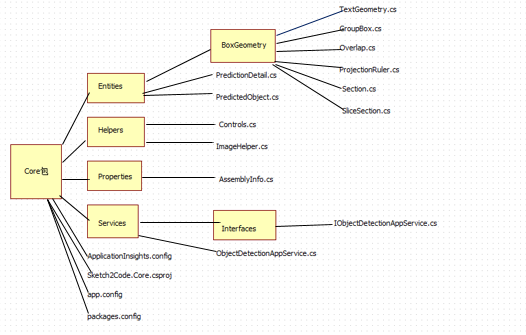 TextGeometry.cs
GroupBox.cs
BoxGeometry
Overlap.cs
ProjectionRuler.cs
Entities
PredictionDetail.cs
Section.cs
PredictedObject.cs
SliceSection.cs
Helpers
Controls.cs
ImageHelper.cs
Core包
Properties
AssemblyInfo.cs
Services
Interfaces
IObjectDetectionAppService.cs
ObjectDetectionAppService.cs
ApplicationInsights.config
Sketch2Code.Core.csproj
app.config
packages.config